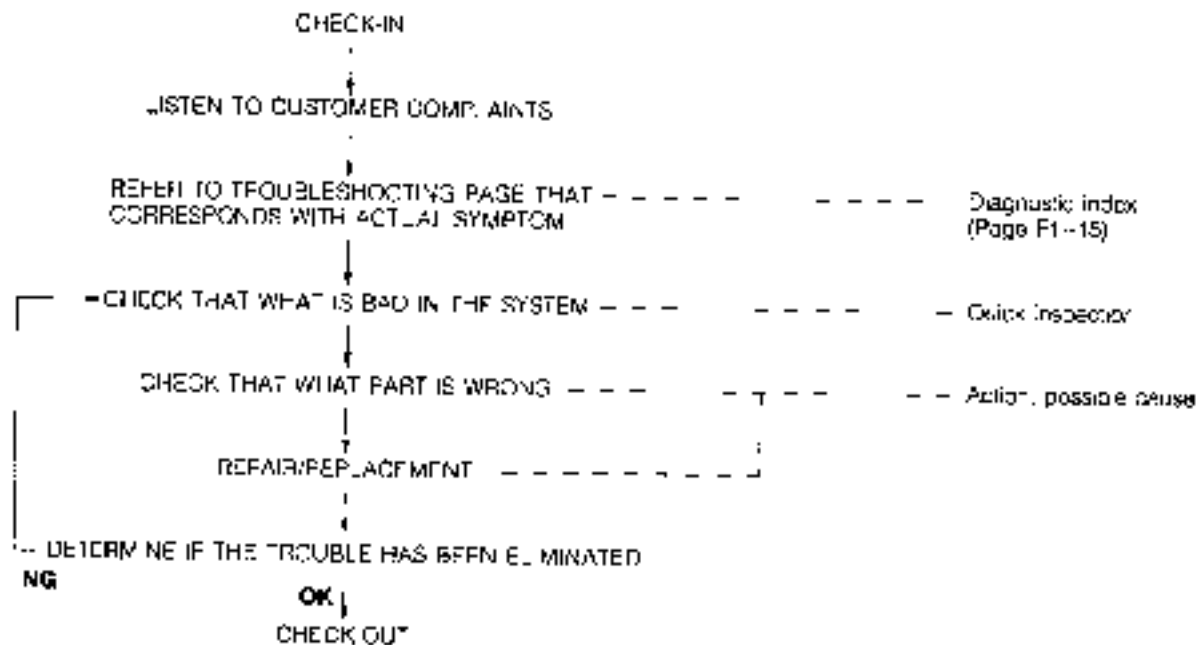 CHECK-IN
LISTEN TO CUSTOMER COMPLAINTS
REFER TO TROUBLESHOOTING PAGE THAT
CORRESPONDS WITH ACTUAL SYMPTOM
Diagnostic index
(Page F1–15)
CHECK THAT WHAT IS BAD IN THE SYSTEM
Quick Inspection
CHECK THAT WHAT PART IS WRONG
Action, possible cause
REPAIR/REPLACEMENT
DETERMINE IF THE TROUBLE HAS BEEN ELIMINATED
NG
OK
CHECK OUT